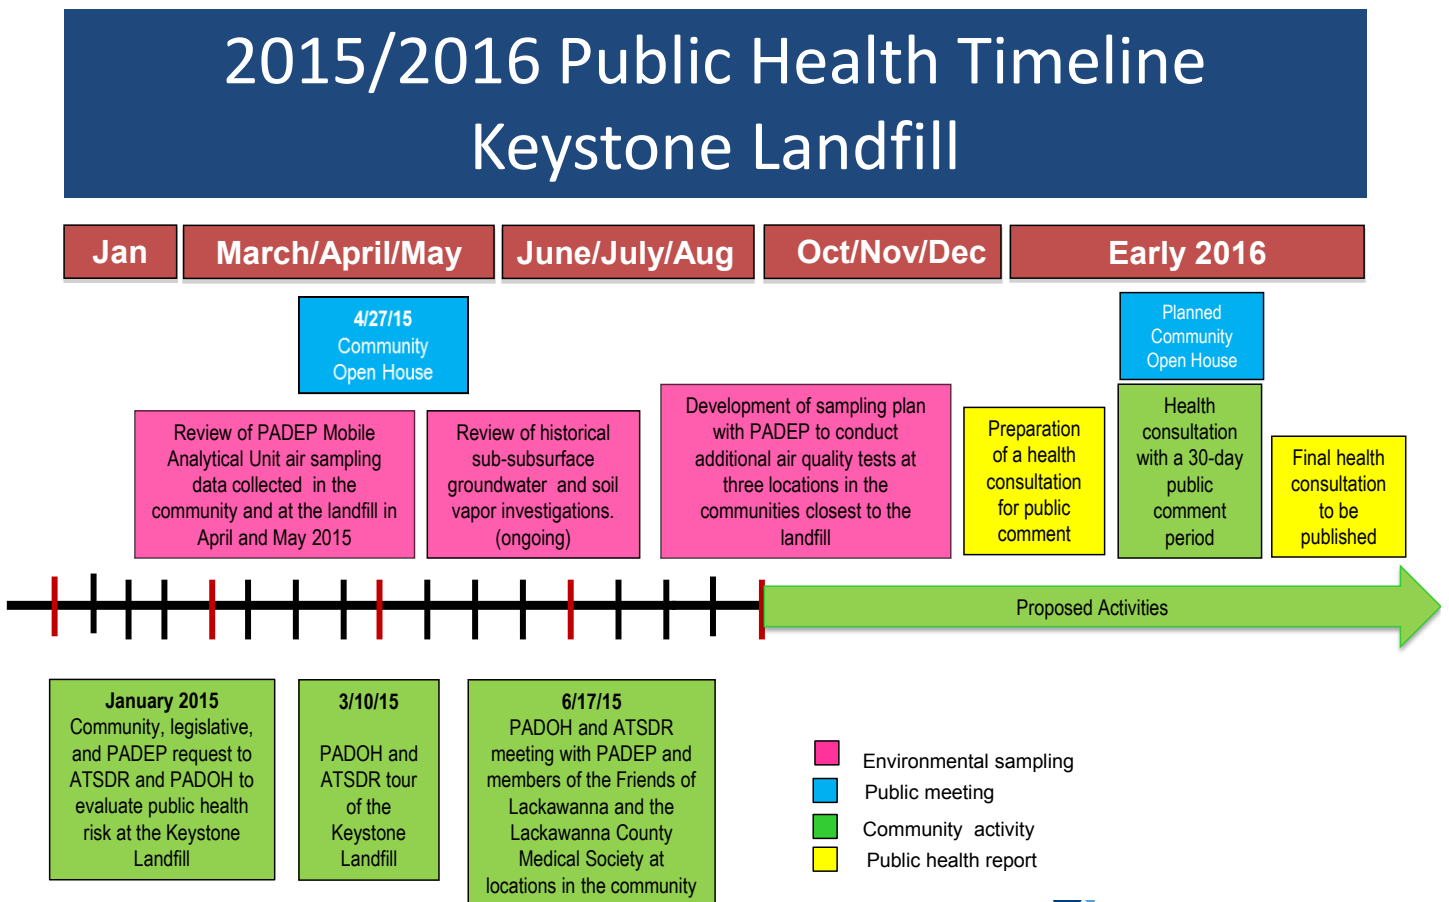 2015/2016 Public Health Timeline
Keystone Landfill
Jan
March/April/May
June/July/Aug
Oct/Nov/Dec
Early 2016
4/27/15
Community
Open House
Planned
Community
Open House
Review of PADEP Mobile
Analytical Unit air sampling
data collected in the
community and at the landfill in
April and May 2015
Review of historical
sub-subsurface
groundwater and soil
vapor investigations.
(ongoing)
Development of sampling plan
with PADEP to conduct
additional air quality tests at
three locations in the
communities closest to the
landfill
Preparation
of a health
consultation
for public
comment
Health
consultation
with a 30-day
public
comment
period
Final health
consultation
to be
published
Proposed Activities
January 2015
Community, legislative,
and PADEP request to
ATSDR and PADOH to
evaluate public health
risk at the Keystone
Landfill
3/10/15
PADOH and
ATSDR tour
of the
Keystone
Landfill
6/17/15
PADOH and ATSDR
meeting with PADEP and
members of the Friends of
Lackawanna and the
Lackawanna County
Medical Society at
locations in the community
Environmental sampling
Public meeting
Community activity
Public health report